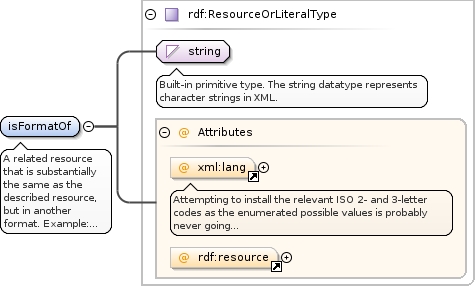 rdf:ResourceOrLiteralType
string
Built-in primitive type. The string datatype represents
character strings in XML.
isFormatOf
A related resource
that is substantially
the same as the
described resource,
but in another
format. Example:...
@ Attributes
@ xml:lang
Attempting to install the relevant ISO 2- and 3-letter
codes as the enumerated possible values is probably
never going...
@ rdf:resource